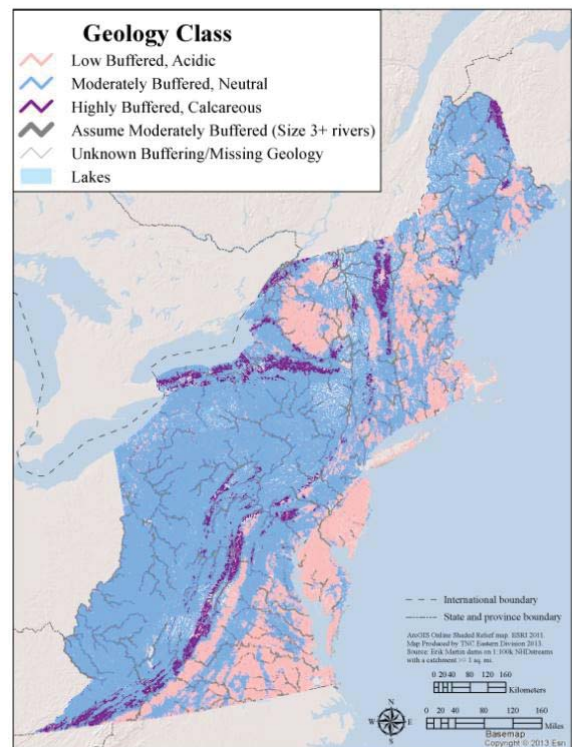 Geology Class
Low Buffered, Acidic
Moderately Buffered, Neutral
Highly Buffered, Calcareous
Assume Moderately Buffered (Size 3+ rivers)
Unknown Buffering/Missing Geology
Lakes
International boundary
State and province boundary
ArcGIS Online Shaded Relief map. ESRI 2011.
Map Produced by TNC Eastern Division 2013.
Source: Erik Martin dams on 1:100k NHDstreams
with a catchment >= 1 sq. mi.
0 20 40 80 120 160
Kilometers
0 20 40 80 120 160
Miles
N
W E
S
Basemap
Copyright © 2013 Esri